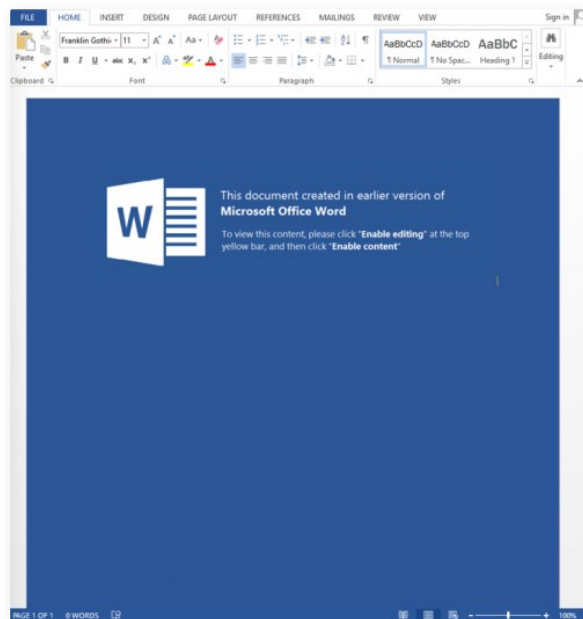 FILE HOME INSERT DESIGN PAGE LAYOUT REFERENCES MAILINGS REVIEW VIEW Sign in
Franklin Gothi 11 A A Aa
Paste
B I U abc x, x' A A
AaBbCcD AaBbCcD AaBbC
¶ Normal ¶ No Spac... Heading 1
Editing
Clipboard Font Paragraph Styles
W
This document created in earlier version of
Microsoft Office Word
To view this content, please click "Enable editing" at the top
yellow bar, and then click "Enable content"
PAGE 1 OF 1 0 WORDS 100%